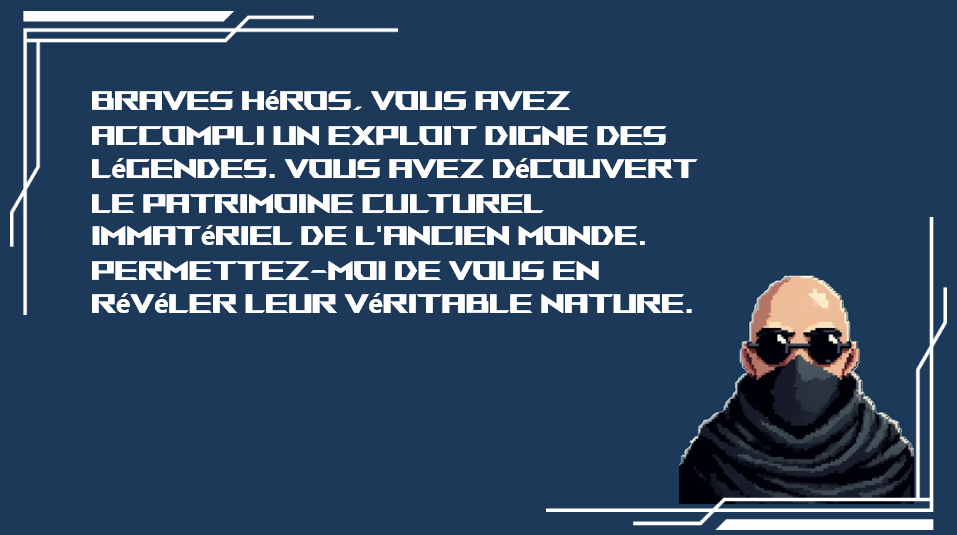 BRAVES HéROS, VOUS AVEZ
ACCOMPLI UN EXPLOIT DIGNE DES
LéGENDES. VOUS AVEZ DéCOUVERT
LE PATRIMOINE CULTUREL
IMMATéRIEL DE L'ANCIEN MONDE.
PERMETTEZ-MOI DE VOUS EN
RéVéLER LEUR VéRITABLE NATURE.